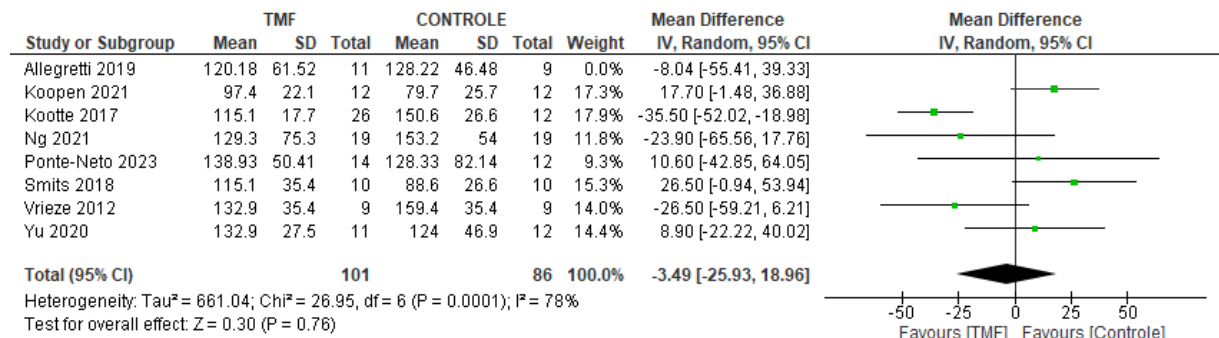 TMF CONTROLE Mean Difference Mean Difference
Study or Subgroup Mean SD Total Mean SD Total Weight IV, Random, 95% CI IV, Random, 95% CI
Allegretti 2019 120.18 61.52 11 128.22 46.48 9 0.0% -8.04 [-55.41, 39.33]
Koopen 2021 97.4 22.1 12 79.7 25.7 12 17.3% 17.70 [-1.48, 36.88]
Kootte 2017 115.1 17.7 26 150.6 26.6 12 17.9% -35.50 [-52.02, -18.98]
Ng 2021 129.3 75.3 19 153.2 54 19 11.8% -23.90 [-65.56, 17.76]
Ponte-Neto 2023 138.93 50.41 14 128.33 82.14 12 9.3% 10.60 [-42.85, 64.05]
Smits 2018 115.1 35.4 10 88.6 26.6 10 15.3% 26.50 [-0.94, 53.94]
Vrieze 2012 132.9 35.4 9 159.4 35.4 9 14.0% -26.50 [-59.21, 6.21]
Yu 2020 132.9 27.5 11 124 46.9 12 14.4% 8.90 [-22.22, 40.02]
Total (95% CI) 101 86 100.0% -3.49 [-25.93, 18.96]
Heterogeneity: Tau² = 661.04; Chi² = 26.95, df = 6 (P = 0.0001); I² = 78%
Test for overall effect: Z = 0.30 (P = 0.76)
-50 -25 0 25 50
Favours [TMF] Favours [Controle]